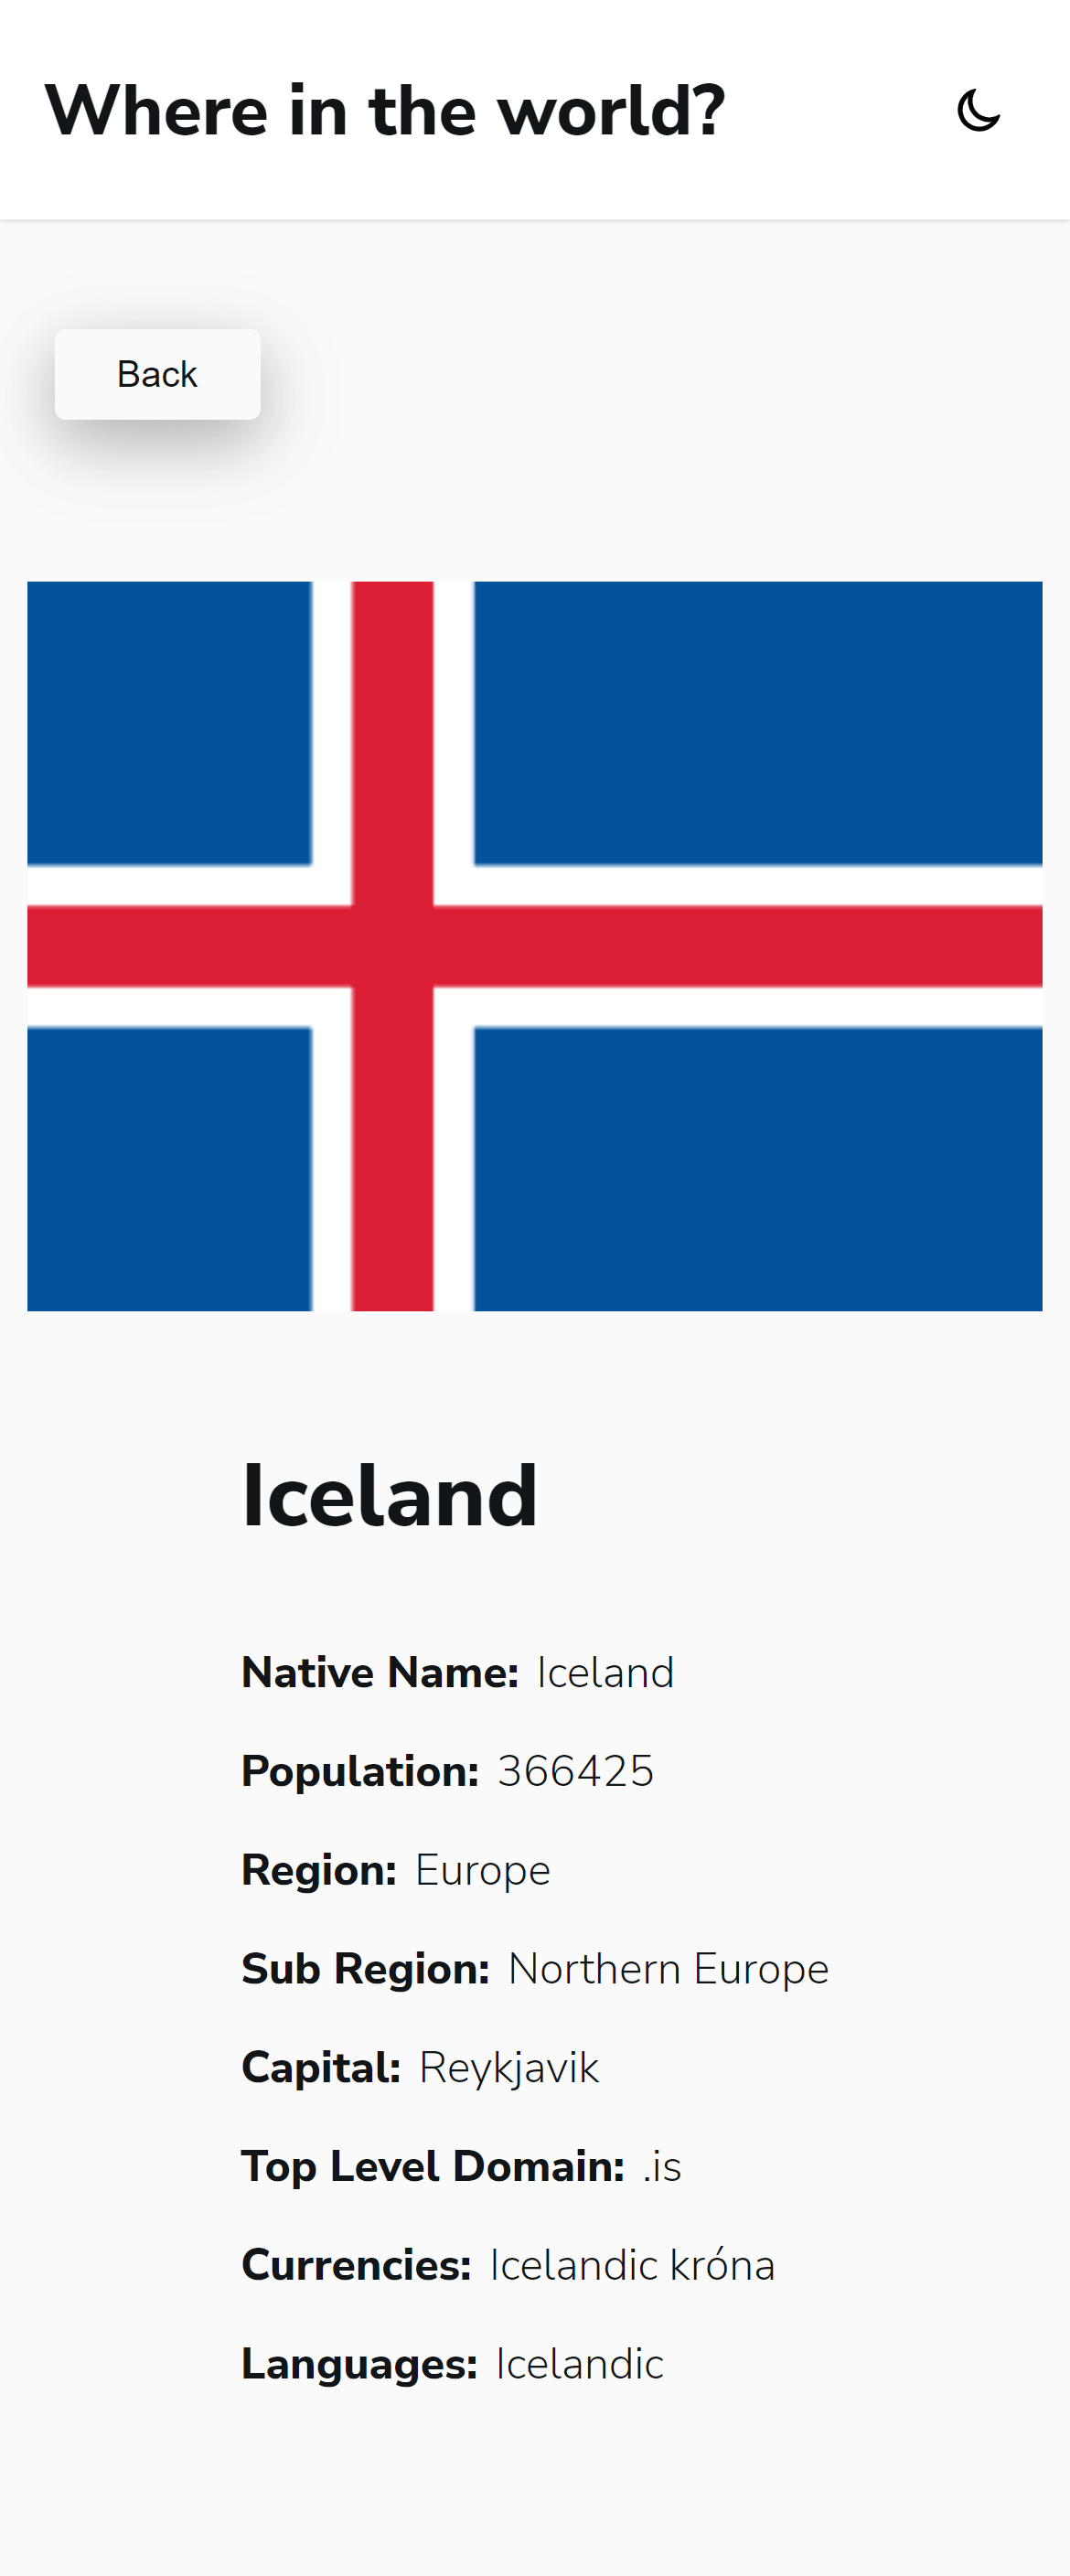 Where in the world?
Back
Iceland
Native Name: Iceland
Population: 366425
Region: Europe
Sub Region: Northern Europe
Capital: Reykjavik
Top Level Domain: .is
Currencies: Icelandic króna
Languages: Icelandic